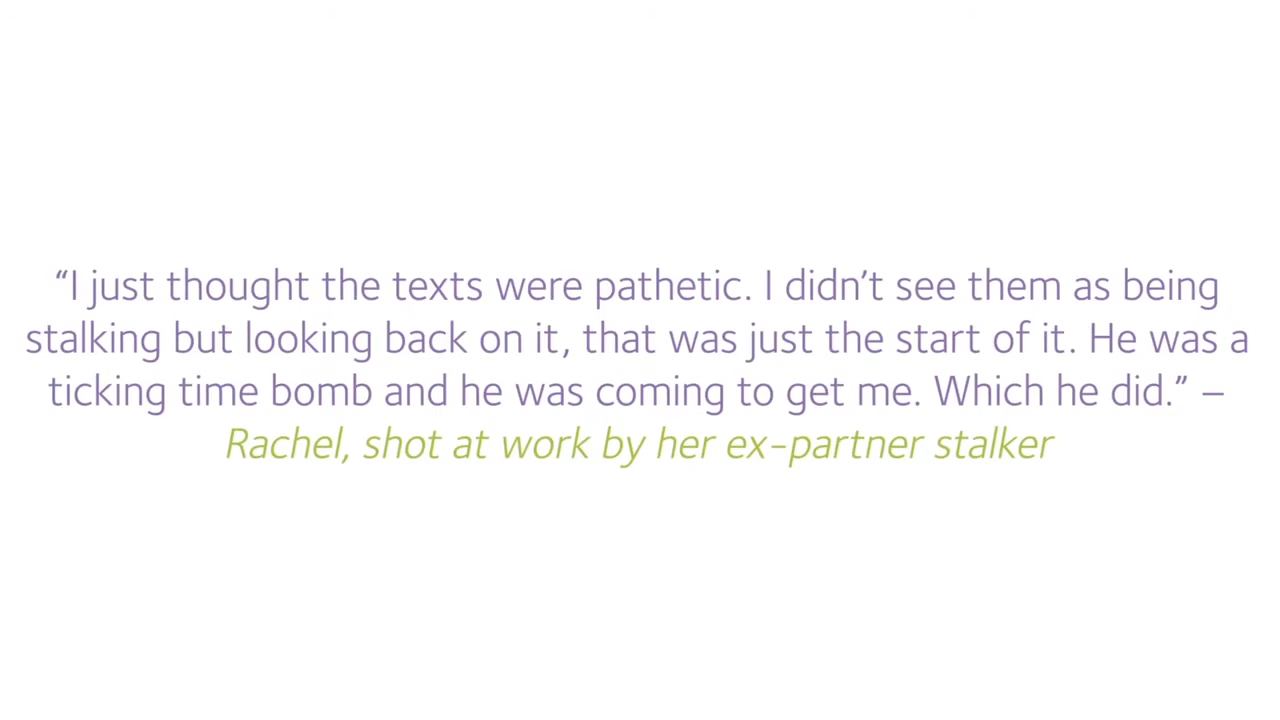 “I just thought the texts were pathetic. I didn’t see them as being
stalking but looking back on it, that was just the start of it. He was a
ticking time bomb and he was coming to get me. Which he did.” –
Rachel, shot at work by her ex-partner stalker